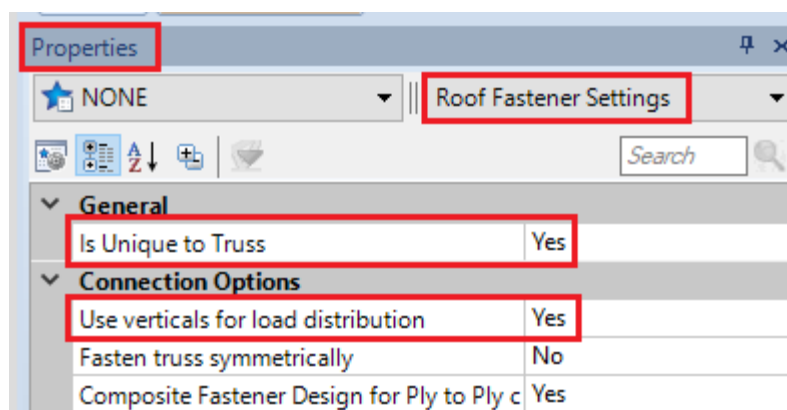 Properties
NONE Roof Fastener Settings
Search
General
Is Unique to Truss Yes
Connection Options
Use verticals for load distribution Yes
Fasten truss symmetrically No
Composite Fastener Design for Ply to Ply c Yes